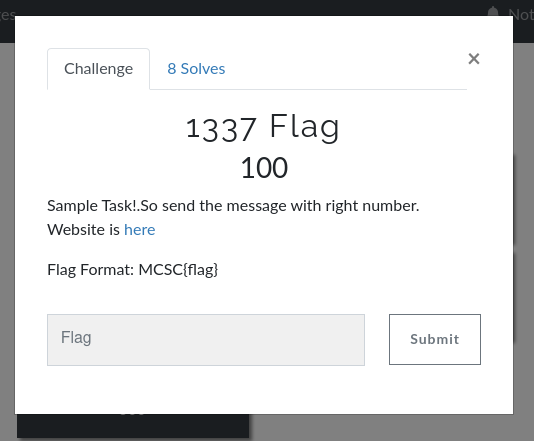 Not
Challenge
8 Solves
×
1337 Flag
100
Sample Task!.So send the message with right number.
Website is here
Flag Format: MCSC{flag}
Flag
Submit